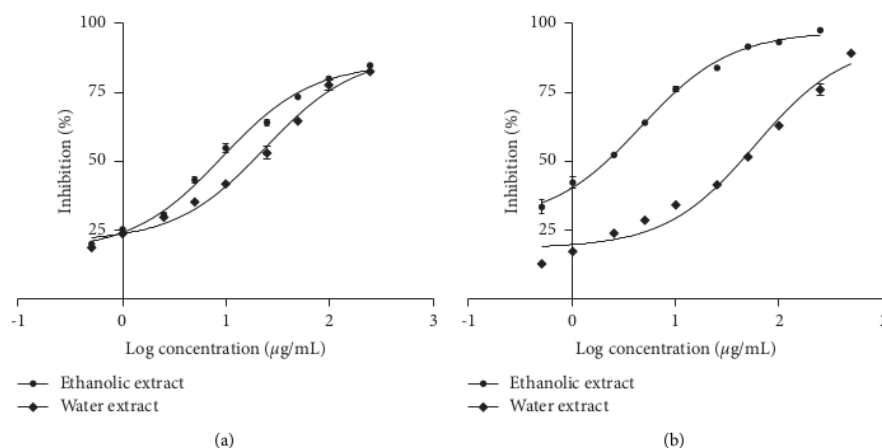 100
75
50
25
Inhibition (%)
-1
0
1
2
3
Log concentration (μg/mL)
Ethanolic extract
Water extract
(a)
100
75
50
25
Inhibition (%)
-1
0
1
2
3
Log concentration (μg/mL)
Ethanolic extract
Water extract
(b)